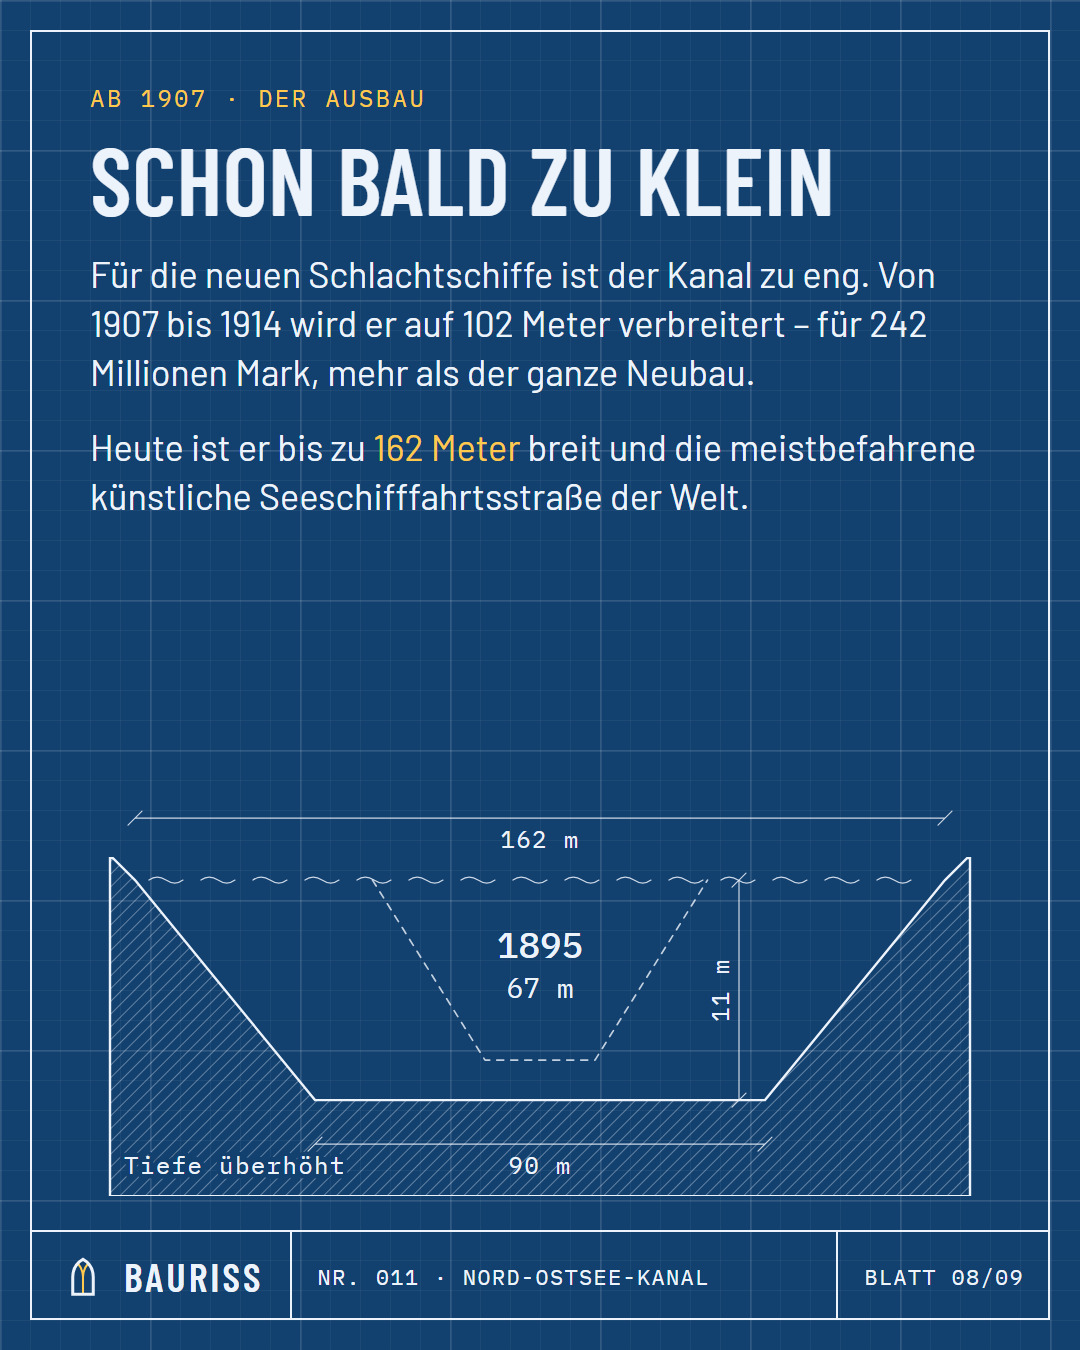 AB 1907 · DER AUSBAU
SCHON BALD ZU KLEIN
Für die neuen Schlachtschiffe ist der Kanal zu eng. Von
1907 bis 1914 wird er auf 102 Meter verbreitert – für 242
Millionen Mark, mehr als der ganze Neubau.
Heute ist er bis zu 162 Meter breit und die meistbefahrene
künstliche Seeschifffahrtsstraße der Welt.
162 m
1895
67 m
11 m
Tiefe überhöht
90 m
BAURISS
NR. 011 · NORD-OSTSEE-KANAL
BLATT 08/09